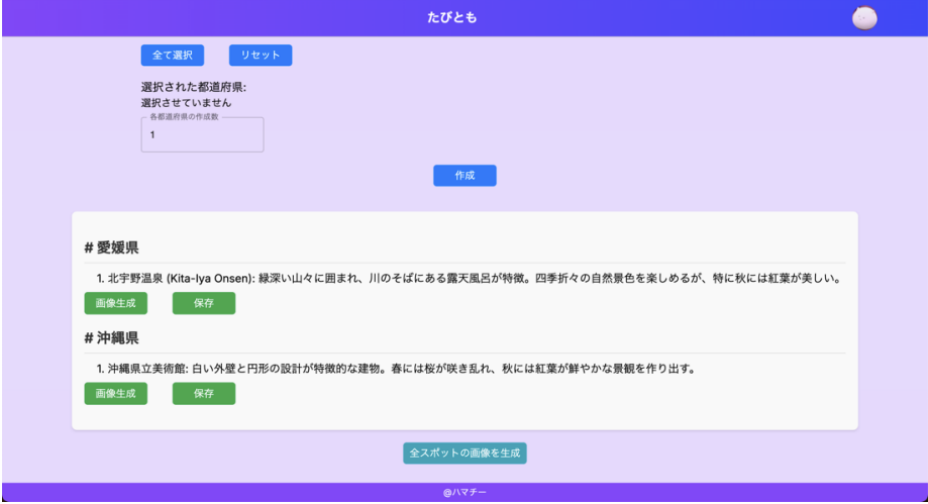 たびとも
全て選択 リセット
選択された都道府県:
選択させていません
各都道府県の作成数
1
作成
# 愛媛県
1. 北宇野温泉 (Kita-Iya Onsen): 緑深い山々に囲まれ、川のそばにある露天風呂が特徴。四季折々の自然景色を楽しめるが、特に秋には紅葉が美しい。
画像生成 保存
# 沖縄県
1. 沖縄県立美術館: 白い外壁と円形の設計が特徴的な建物。春には桜が咲き乱れ、秋には紅葉が鮮やかな景観を作り出す。
画像生成 保存
全スポットの画像を生成
@ハマチー